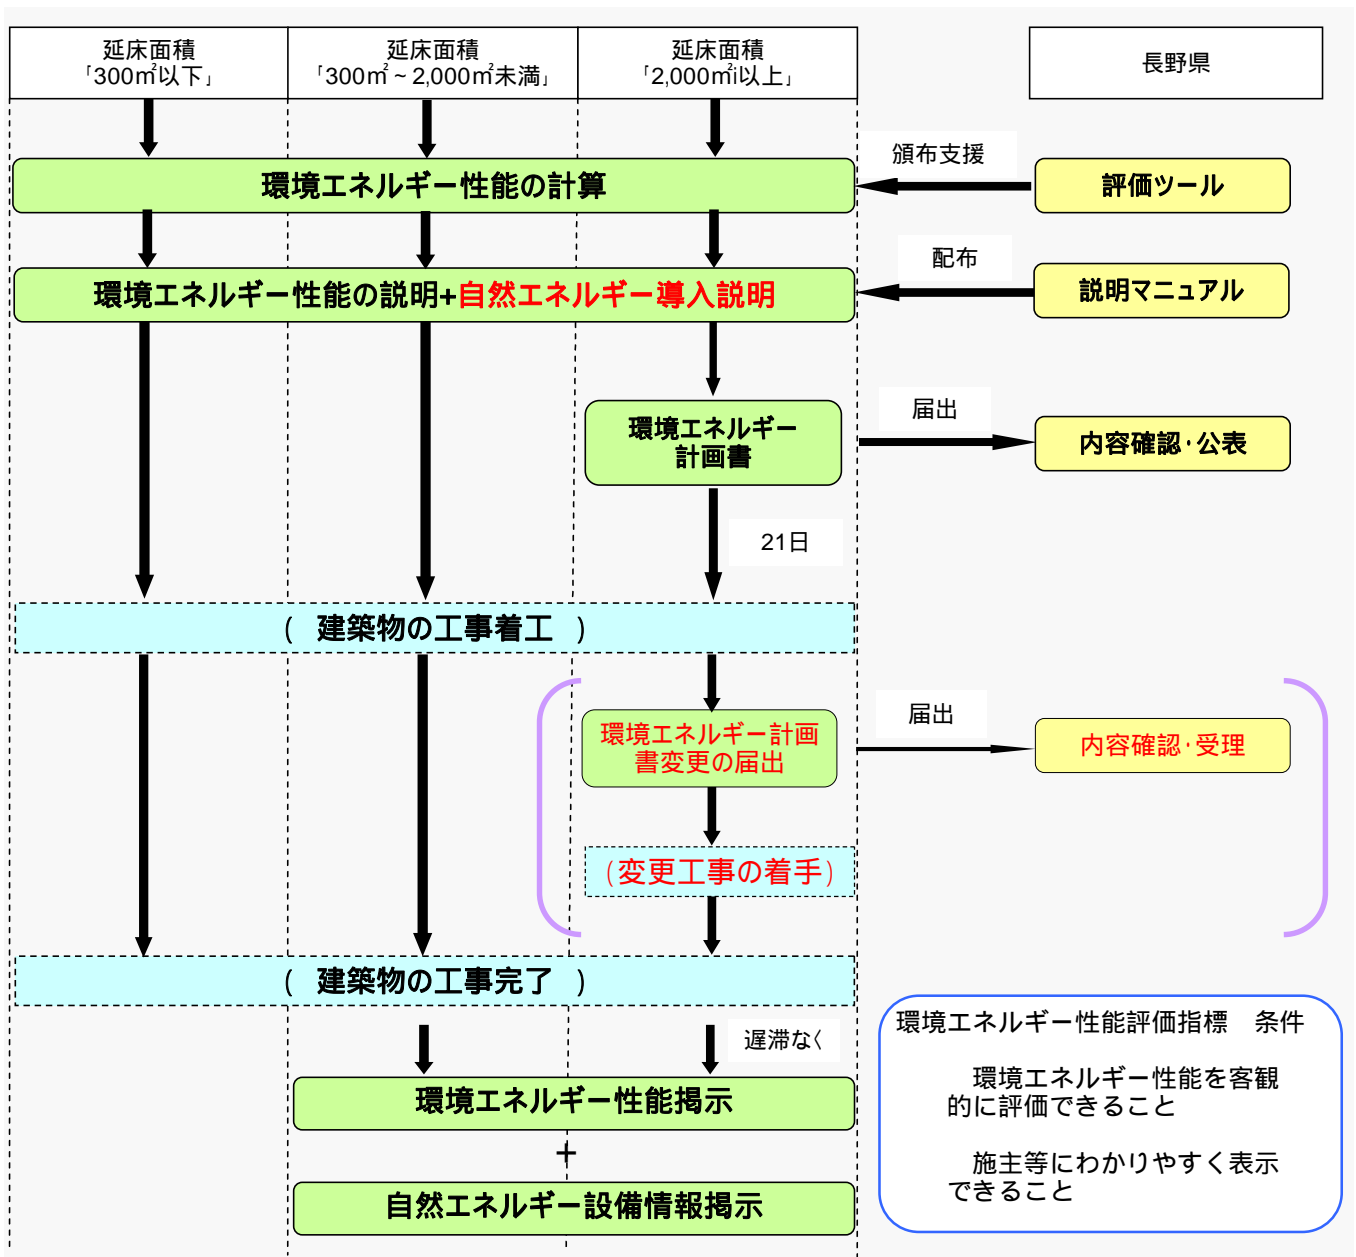 延床面積
「300㎡以下」
延床面積
「300㎡~2,000㎡未満」
延床面積
「2,000㎡i以上」
長野県
頒布支援
環境エネルギー性能の計算
評価ツール
配布
環境エネルギー性能の説明+自然エネルギー導入説明
説明マニュアル
環境エネルギー
計画書
届出
内容確認・公表
21日
( 建築物の工事着工 )
環境エネルギー計画
書変更の届出
届出
内容確認・受理
(変更工事の着手)
( 建築物の工事完了 )
遅滞なく
環境エネルギー性能掲示
+
自然エネルギー設備情報掲示
環境エネルギー性能評価指標 条件
環境エネルギー性能を客観
的に評価できること
施主等にわかりやすく表示
できること